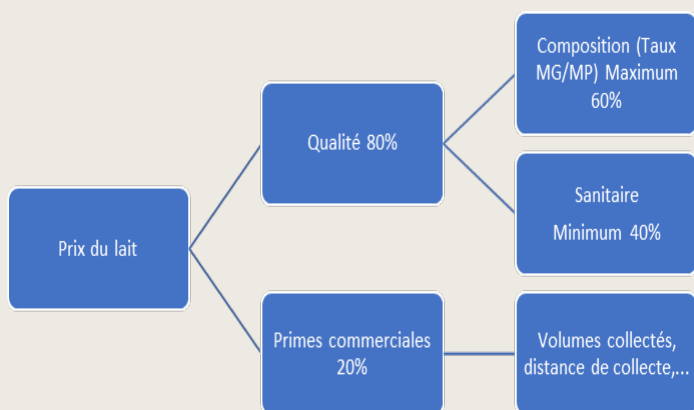 Prix du lait
Qualité 80%
Composition (Taux
MG/MP) Maximum
60%
Sanitaire
Minimum 40%
Primes commerciales
20%
Volumes collectés,
distance de collecte,...